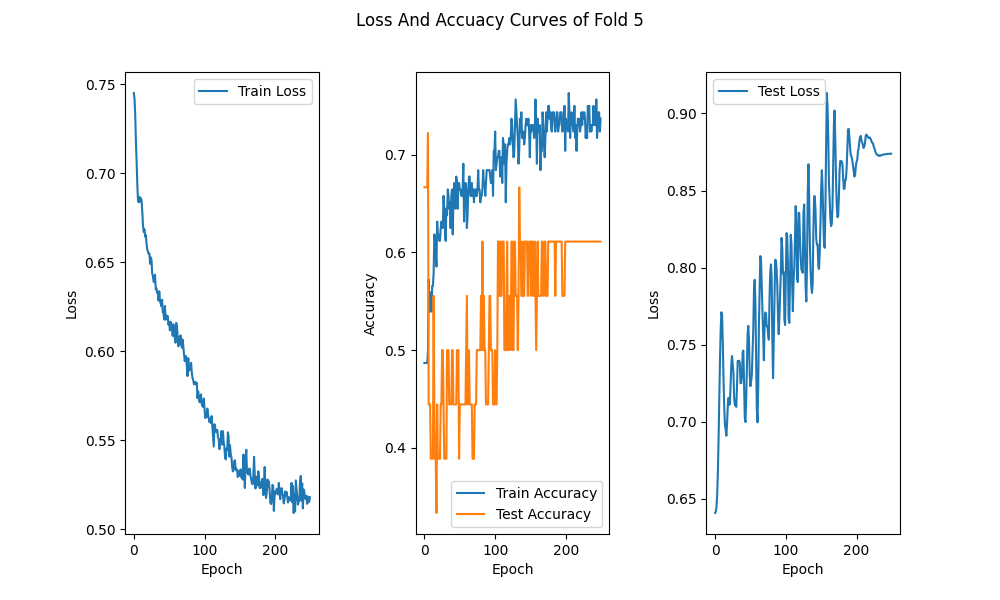 Loss And Accuacy Curves of Fold 5
0.75
0.70
0.65
0.60
0.55
0.50
Loss
0
100
200
Epoch
Train Loss
0.7
0.6
0.5
0.4
Accuracy
0
100
200
Epoch
Train Accuracy
Test Accuracy
0.90
0.85
0.80
0.75
0.70
0.65
Loss
0
100
200
Epoch
Test Loss